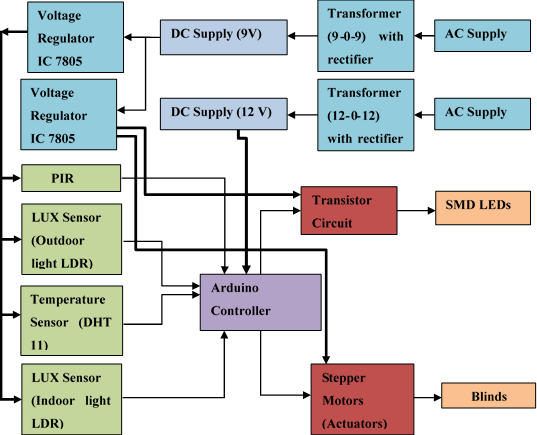 Voltage
Regulator
IC 7805
DC Supply (9V)
Transformer
(9-0-9) with
rectifier
AC Supply
Voltage
Regulator
IC 7805
DC Supply (12 V)
Transformer
(12-0-12)
with rectifier
AC Supply
PIR
LUX Sensor
(Outdoor
light LDR)
Transistor
Circuit
SMD LEDs
Arduino
Controller
Temperature
Sensor (DHT
11)
LUX Sensor
(Indoor light
LDR)
Stepper
Motors
(Actuators)
Blinds